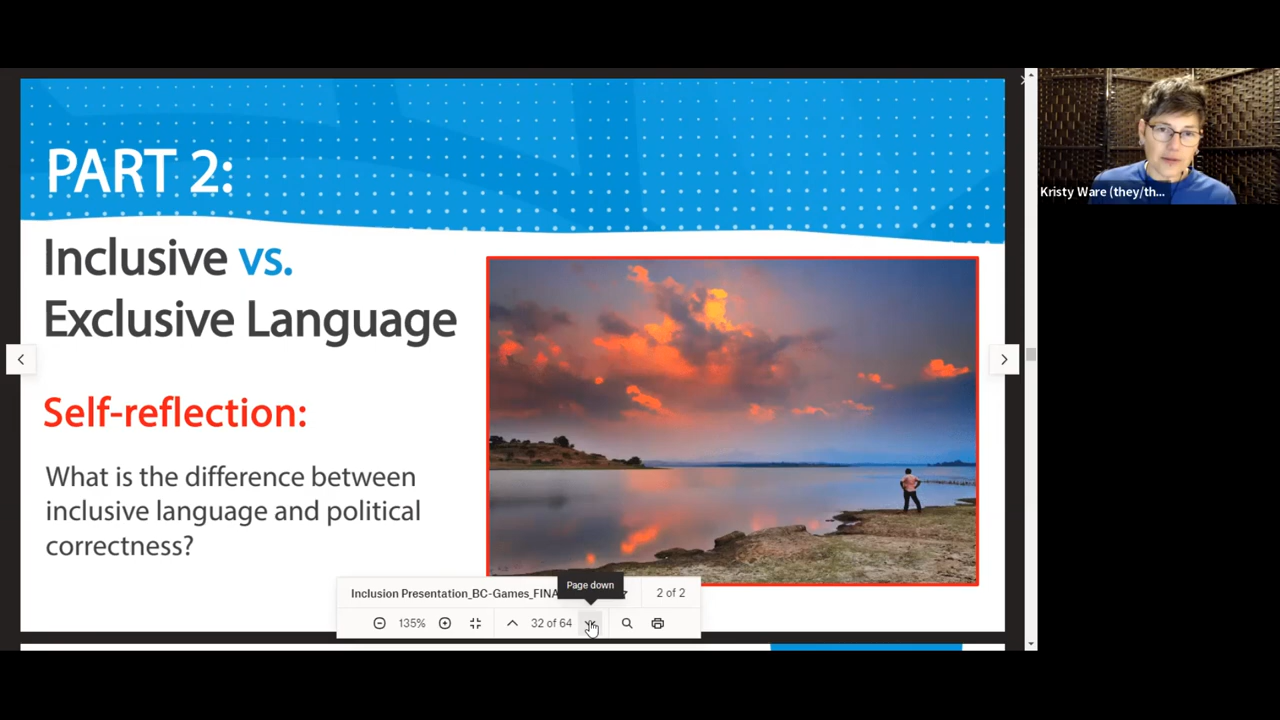 PART 2:
Inclusive vs.
Exclusive Language
Self-reflection:
What is the difference between
inclusive language and political
correctness?
Kristy Ware (they/th...
Page down
Inclusion Presentation_BC-Games_FINA
2 of 2
135%
32 of 64